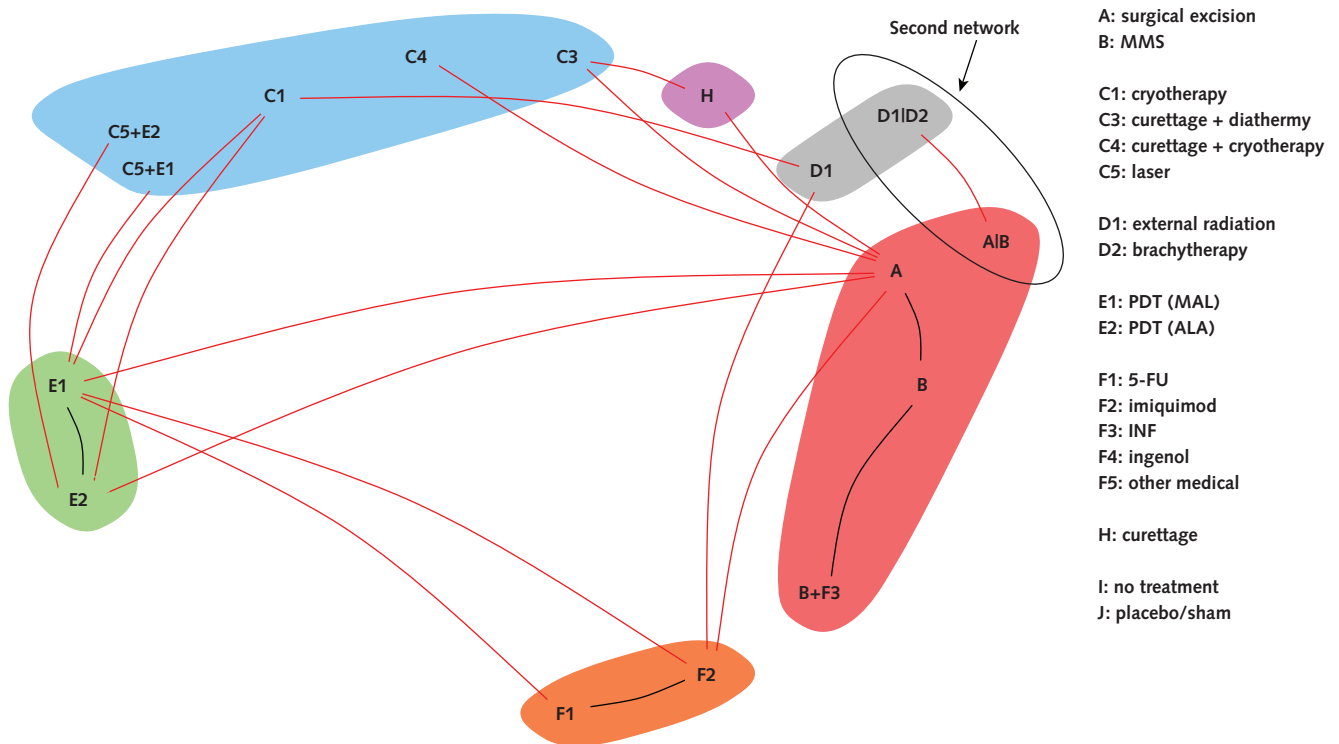 Second network
C4
C3
H
C1
D1|D2
C5+E2
C5+E1
D1
A|B
A
E1
B
E2
B+F3
F2
F1
A: surgical excision
B: MMS
C1: cryotherapy
C3: curettage + diathermy
C4: curettage + cryotherapy
C5: laser
D1: external radiation
D2: brachytherapy
E1: PDT (MAL)
E2: PDT (ALA)
F1: 5-FU
F2: imiquimod
F3: INF
F4: ingenol
F5: other medical
H: curettage
I: no treatment
J: placebo/sham